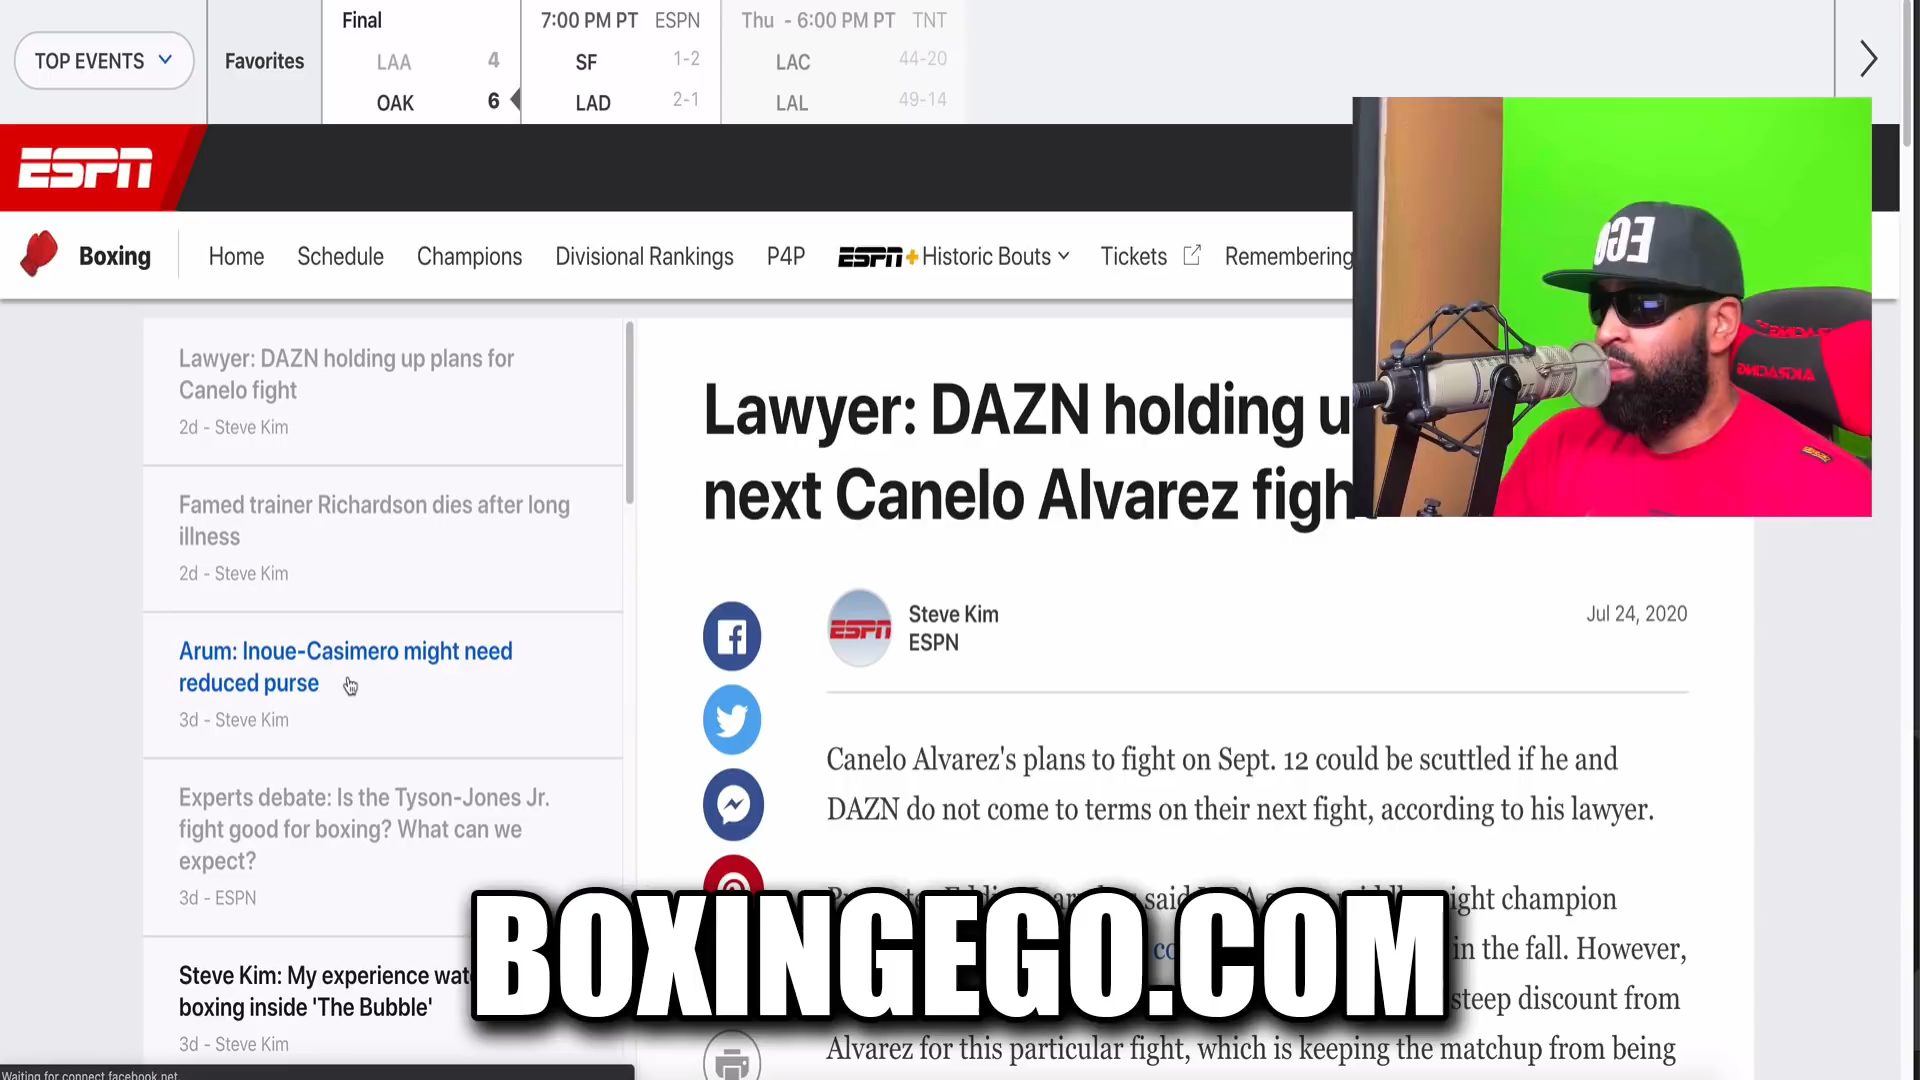 TOP EVENTS
Favorites
Final
LAA 4
OAK 6
7:00 PM PT ESPN
SF 1-2
LAD 2-1
Thu - 6:00 PM PT TNT
LAC 44-20
LAL 49-14
ESPN
Boxing
Home
Schedule
Champions
Divisional Rankings
P4P
ESPN+ Historic Bouts
Tickets
Remembering
Lawyer: DAZN holding up plans for
Canelo fight
2d - Steve Kim
Famed trainer Richardson dies after long
illness
2d - Steve Kim
Arum: Inoue-Casimero might need
reduced purse
3d - Steve Kim
Experts debate: Is the Tyson-Jones Jr.
fight good for boxing? What can we
expect?
3d - ESPN
Steve Kim: My experience
boxing inside 'The Bubble'
3d - Steve Kim
Lawyer: DAZN holding
next Canelo Alvarez
ESPN
Steve Kim
ESPN
Jul 24, 2020
Canelo Alvarez's plans to fight on Sept. 12 could be scuttled if he and
DAZN do not come to terms on their next fight, according to his lawyer.
said champion
in the fall. However,
steep discount from
Alvarez for this particular fight, which is keeping the matchup from being
EGO
AKRACING
BOXINGEGO.COM
Waiting for connect.facebook.net